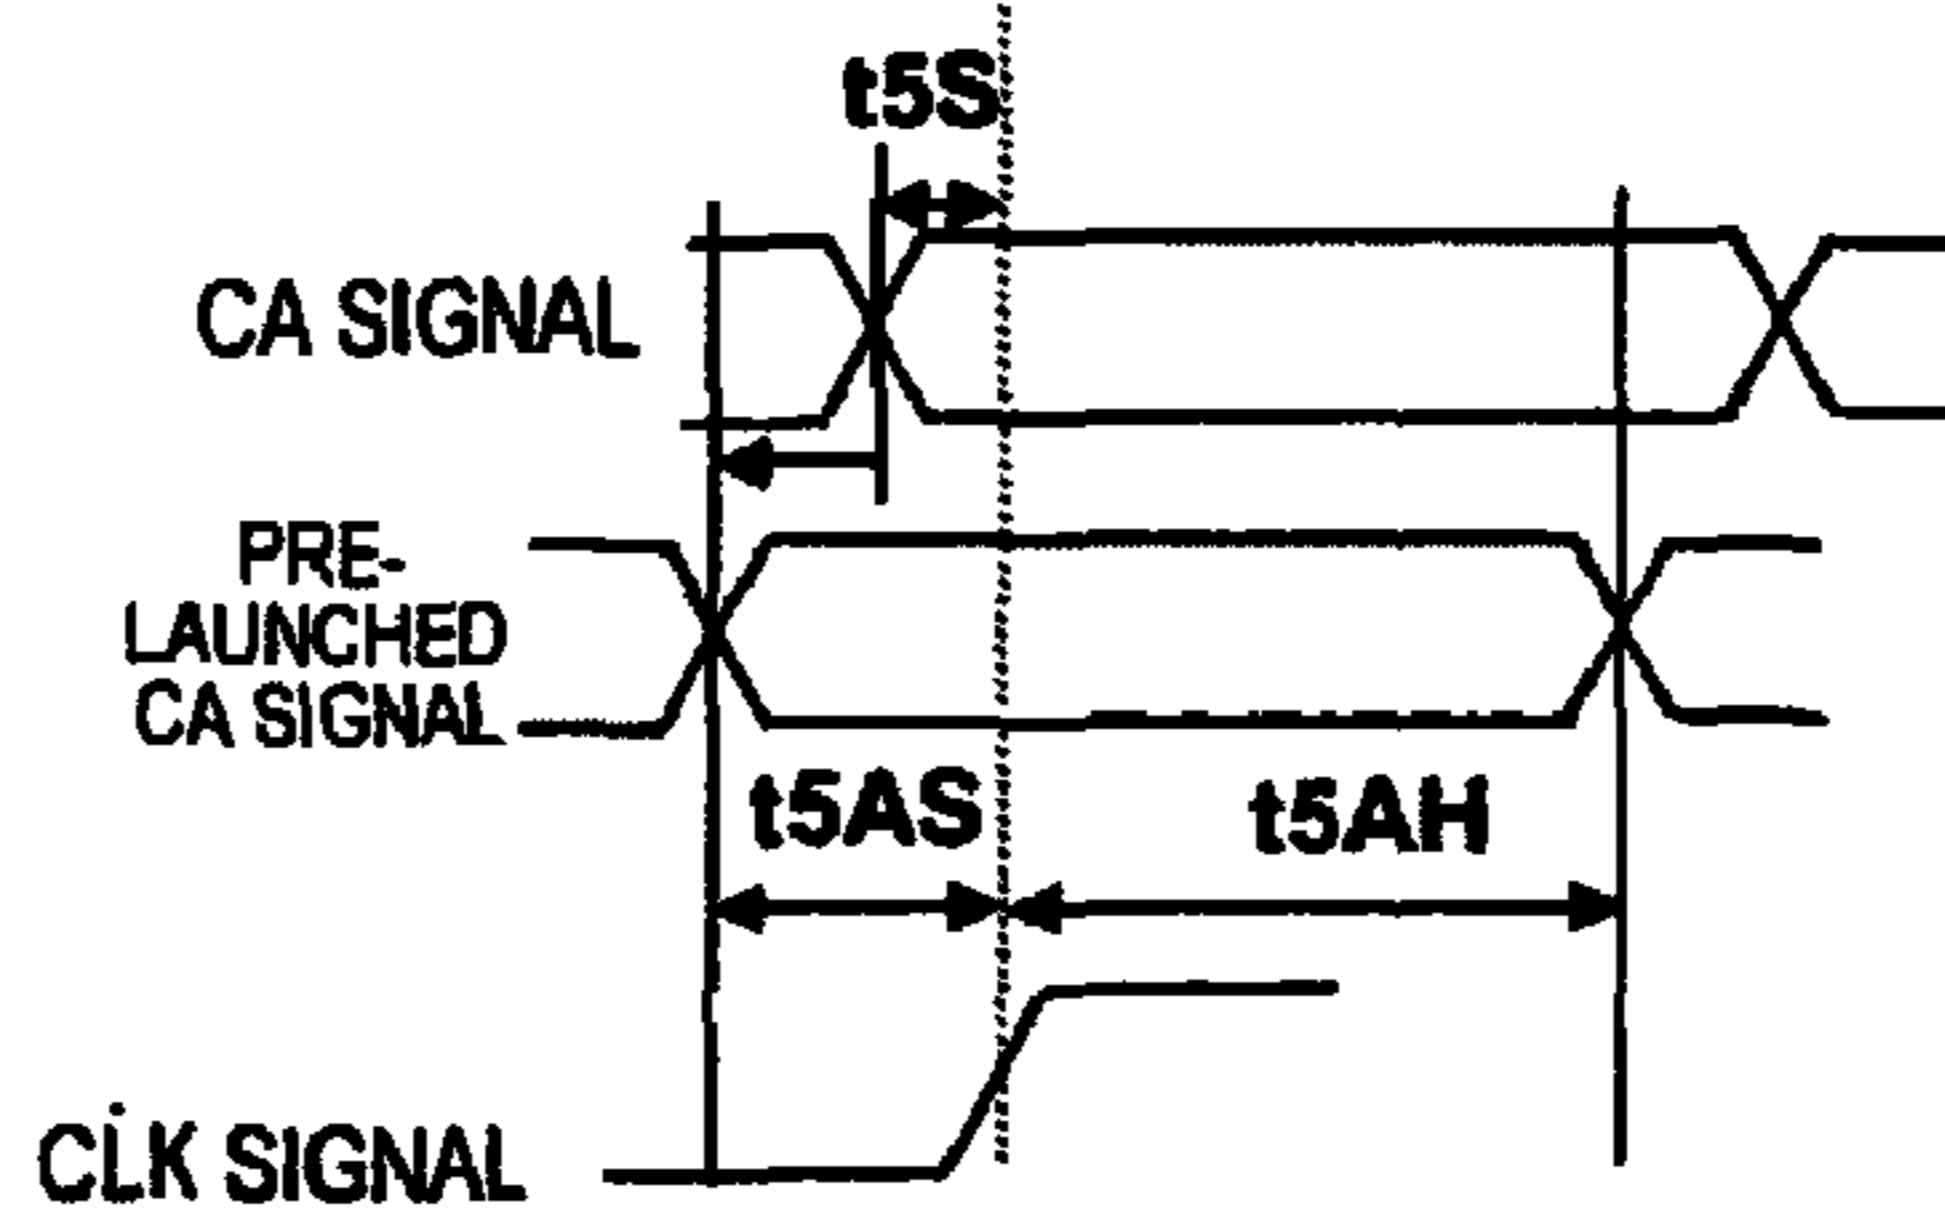 t5S
CA SIGNAL
PRE-
LAUNCHED
CA SIGNAL
t5AS
t5AH
CLK SIGNAL